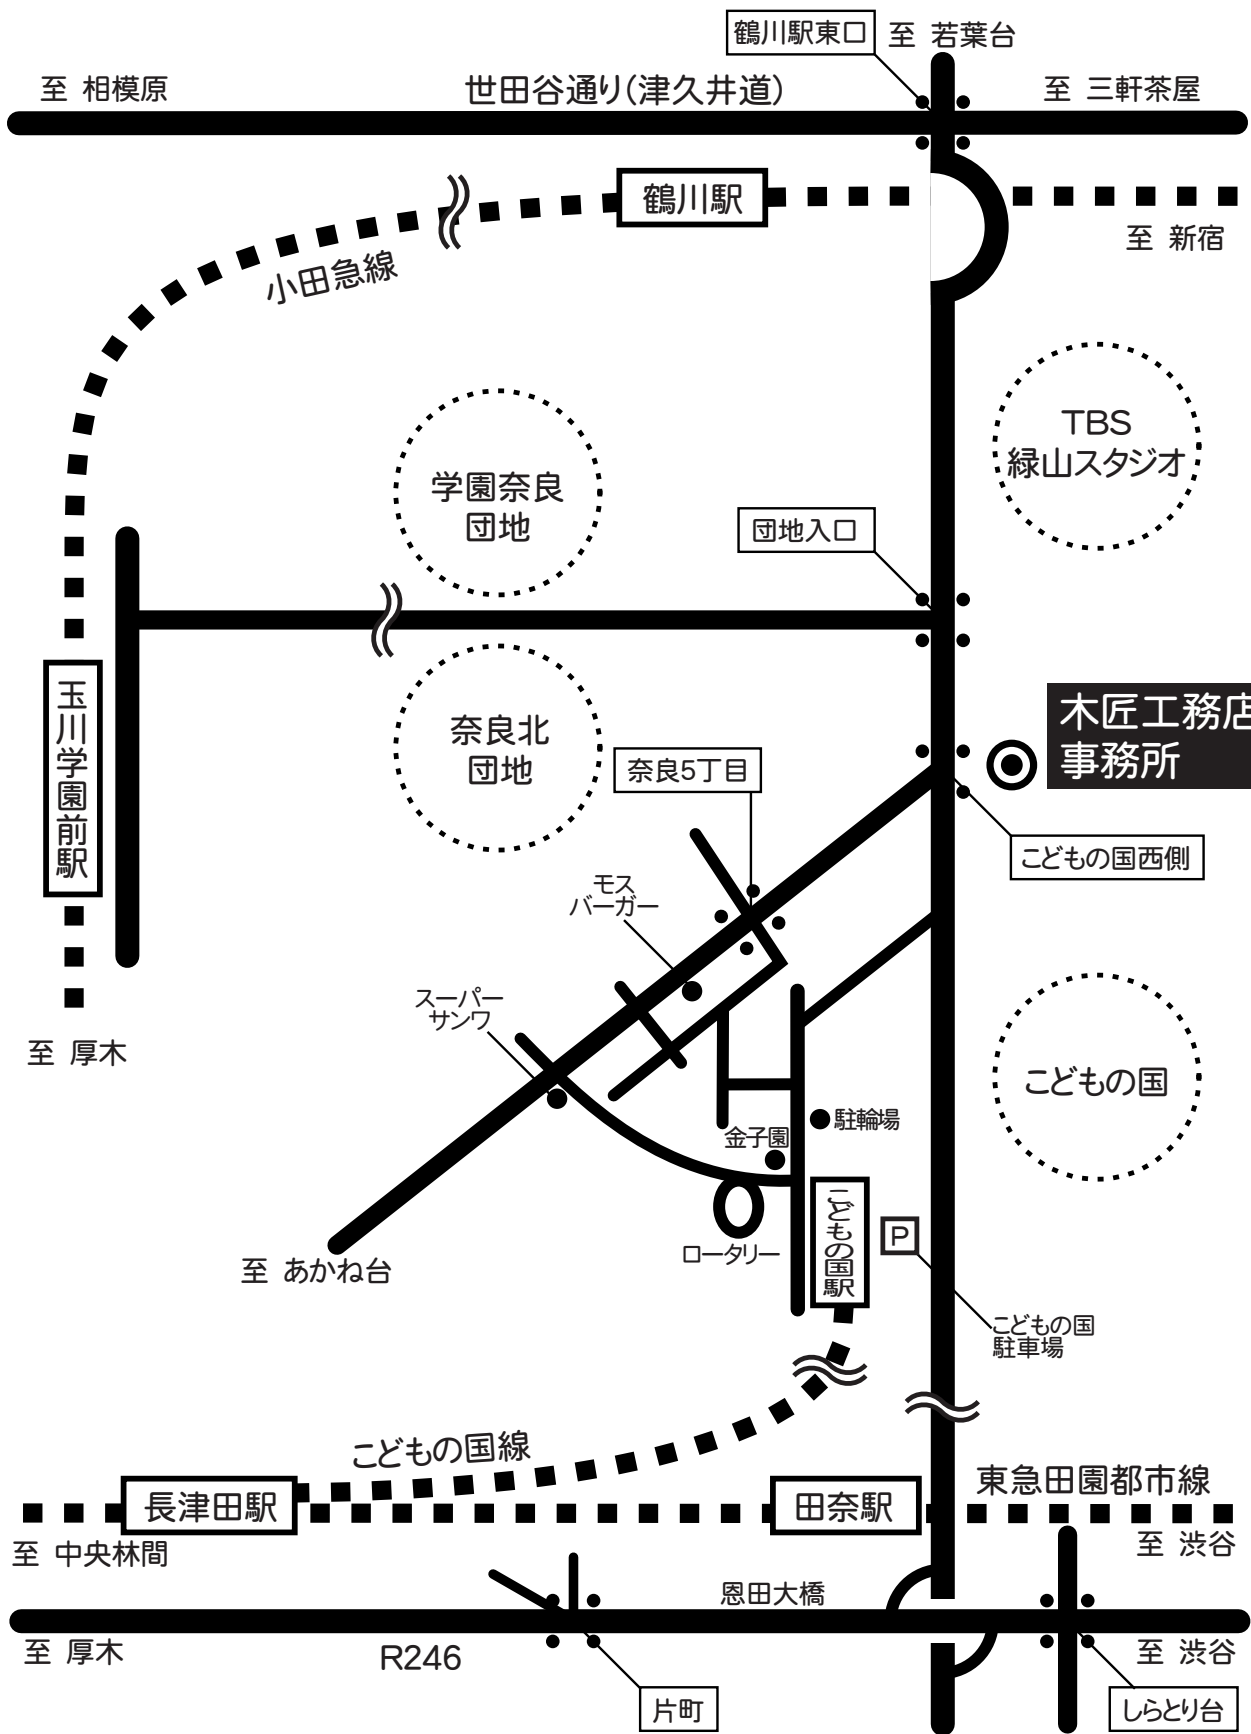 鶴川駅東口
至 若葉台
至 相模原
世田谷通り(津久井道)
至 三軒茶屋
鶴川駅
至 新宿
小田急線
TBS
緑山スタジオ
学園奈良
団地
団地入口
玉川学園前駅
奈良北
団地
木匠工務店
事務所
奈良5丁目
こどもの国西側
モス
バーガー
スーパー
サンワ
至 厚木
こどもの国
駐輪場
金子園
こどもの国駅
P
ロータリー
至 あかね台
こどもの国
駐車場
こどもの国線
東急田園都市線
長津田駅
田奈駅
至 中央林間
至 渋谷
恩田大橋
至 厚木
R246
至 渋谷
片町
しらとり台